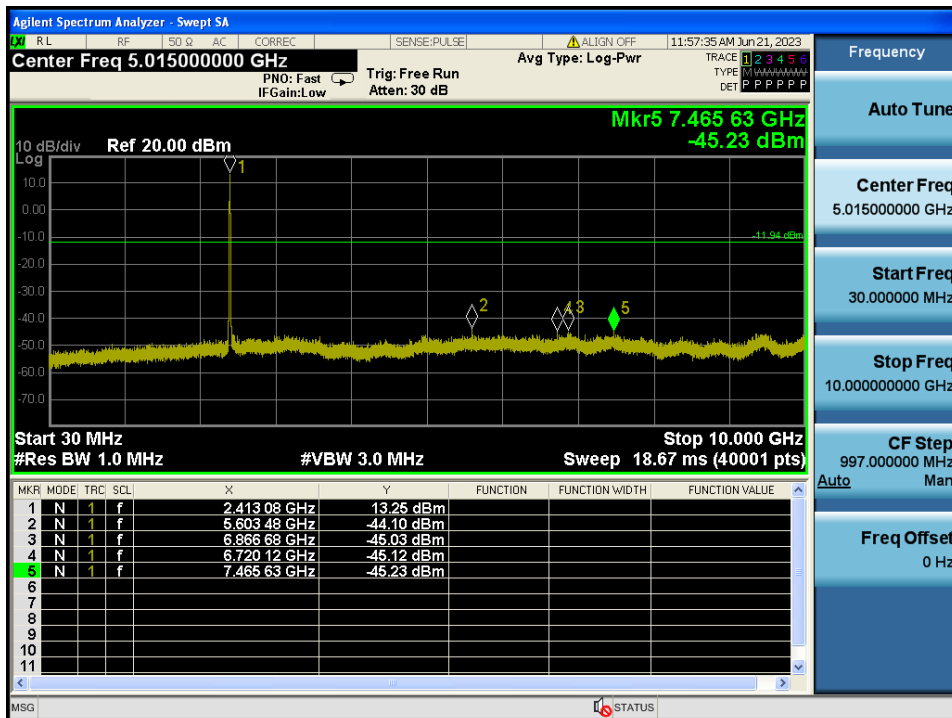 Agilent Spectrum Analyzer - Swept SA
LXI RL RF 50 Ω AC CORREC SENSE:PULSE ALIGN OFF 11:57:35 AM Jun 21, 2023
Center Freq 5.015000000 GHz
PNO: Fast
IFGain:Low
Trig: Free Run
Atten: 30 dB
Avg Type: Log-Pwr
TRACE 1 2 3 4 5 6
TYPE M
DET P P P P P P
Mkr5 7.465 63 GHz
-45.23 dBm
10 dB/div Ref 20.00 dBm
Log
10.0
0.00
-10.0
-20.0
-30.0
-40.0
-50.0
-60.0
-70.0
1
-11.94 dBm
2
4 3
5
Start 30 MHz Stop 10.000 GHz
#Res BW 1.0 MHz #VBW 3.0 MHz Sweep 18.67 ms (40001 pts)
MKR MODE TRC SCL X Y FUNCTION FUNCTION WIDTH FUNCTION VALUE
1 N 1 f 2.413 08 GHz 13.25 dBm
2 N 1 f 5.603 48 GHz -44.10 dBm
3 N 1 f 6.866 68 GHz -45.03 dBm
4 N 1 f 6.720 12 GHz -45.12 dBm
5 N 1 f 7.465 63 GHz -45.23 dBm
6
7
8
9
10
11
MSG STATUS
Frequency
Auto Tune
Center Freq
5.015000000 GHz
Start Freq
30.000000 MHz
Stop Freq
10.000000000 GHz
CF Step
997.000000 MHz
Auto Man
Freq Offset
0 Hz